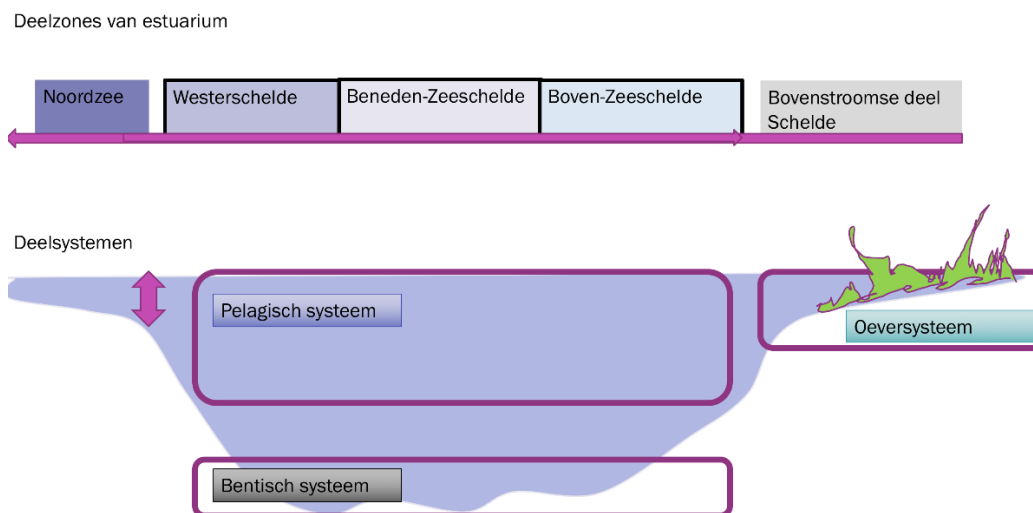 Deelzones van estuarium
Noordzee
Westerschelde
Beneden-Zeeschelde
Boven-Zeeschelde
Bovenstroomse deel
Schelde
Deelsystemen
Pelagisch systeem
Oeversysteem
Bentisch systeem